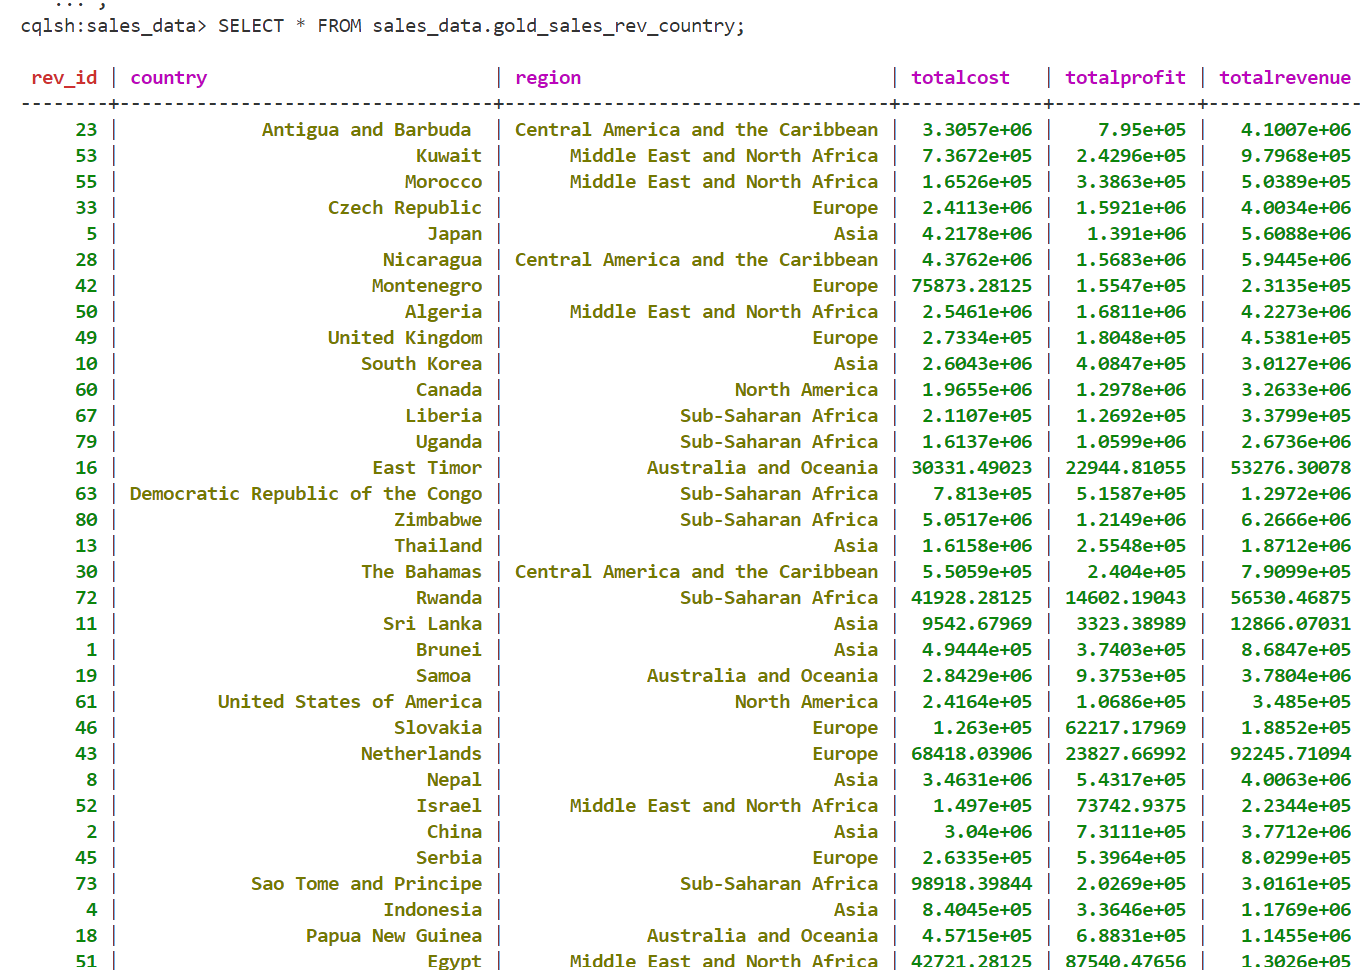 ... ;
cqlsh:sales_data> SELECT * FROM sales_data.gold_sales_rev_country;
rev_id | country | region | totalcost | totalprofit | totalrevenue
--------+----------------------------------+-----------------------------------+-------------+-------------+--------------
23 | Antigua and Barbuda | Central America and the Caribbean | 3.3057e+06 | 7.95e+05 | 4.1007e+06
53 | Kuwait | Middle East and North Africa | 7.3672e+05 | 2.4296e+05 | 9.7968e+05
55 | Morocco | Middle East and North Africa | 1.6526e+05 | 3.3863e+05 | 5.0389e+05
33 | Czech Republic | Europe | 2.4113e+06 | 1.5921e+06 | 4.0034e+06
5 | Japan | Asia | 4.2178e+06 | 1.391e+06 | 5.6088e+06
28 | Nicaragua | Central America and the Caribbean | 4.3762e+06 | 1.5683e+06 | 5.9445e+06
42 | Montenegro | Europe | 75873.28125 | 1.5547e+05 | 2.3135e+05
50 | Algeria | Middle East and North Africa | 2.5461e+06 | 1.6811e+06 | 4.2273e+06
49 | United Kingdom | Europe | 2.7334e+05 | 1.8048e+05 | 4.5381e+05
10 | South Korea | Asia | 2.6043e+06 | 4.0847e+05 | 3.0127e+06
60 | Canada | North America | 1.9655e+06 | 1.2978e+06 | 3.2633e+06
67 | Liberia | Sub-Saharan Africa | 2.1107e+05 | 1.2692e+05 | 3.3799e+05
79 | Uganda | Sub-Saharan Africa | 1.6137e+06 | 1.0599e+06 | 2.6736e+06
16 | East Timor | Australia and Oceania | 30331.49023 | 22944.81055 | 53276.30078
63 | Democratic Republic of the Congo | Sub-Saharan Africa | 7.813e+05 | 5.1587e+05 | 1.2972e+06
80 | Zimbabwe | Sub-Saharan Africa | 5.0517e+06 | 1.2149e+06 | 6.2666e+06
13 | Thailand | Asia | 1.6158e+06 | 2.5548e+05 | 1.8712e+06
30 | The Bahamas | Central America and the Caribbean | 5.5059e+05 | 2.404e+05 | 7.9099e+05
72 | Rwanda | Sub-Saharan Africa | 41928.28125 | 14602.19043 | 56530.46875
11 | Sri Lanka | Asia | 9542.67969 | 3323.38989 | 12866.07031
1 | Brunei | Asia | 4.9444e+05 | 3.7403e+05 | 8.6847e+05
19 | Samoa | Australia and Oceania | 2.8429e+06 | 9.3753e+05 | 3.7804e+06
61 | United States of America | North America | 2.4164e+05 | 1.0686e+05 | 3.485e+05
46 | Slovakia | Europe | 1.263e+05 | 62217.17969 | 1.8852e+05
43 | Netherlands | Europe | 68418.03906 | 23827.66992 | 92245.71094
8 | Nepal | Asia | 3.4631e+06 | 5.4317e+05 | 4.0063e+06
52 | Israel | Middle East and North Africa | 1.497e+05 | 73742.9375 | 2.2344e+05
2 | China | Asia | 3.04e+06 | 7.3111e+05 | 3.7712e+06
45 | Serbia | Europe | 2.6335e+05 | 5.3964e+05 | 8.0299e+05
73 | Sao Tome and Principe | Sub-Saharan Africa | 98918.39844 | 2.0269e+05 | 3.0161e+05
4 | Indonesia | Asia | 8.4045e+05 | 3.3646e+05 | 1.1769e+06
18 | Papua New Guinea | Australia and Oceania | 4.5715e+05 | 6.8831e+05 | 1.1455e+06
51 | Egypt | Middle East and North Africa | 42721.28125 | 87540.47656 | 1.3026e+05